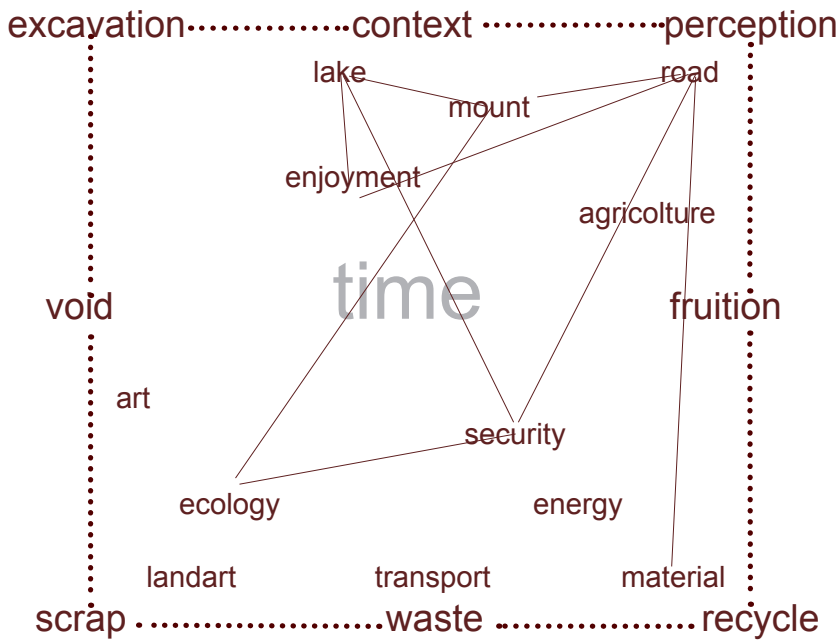 excavation context perception
lake road
mount
enjoyment
agricolture
time
void fruition
art
security
ecology energy
landart transport material
scrap waste recycle